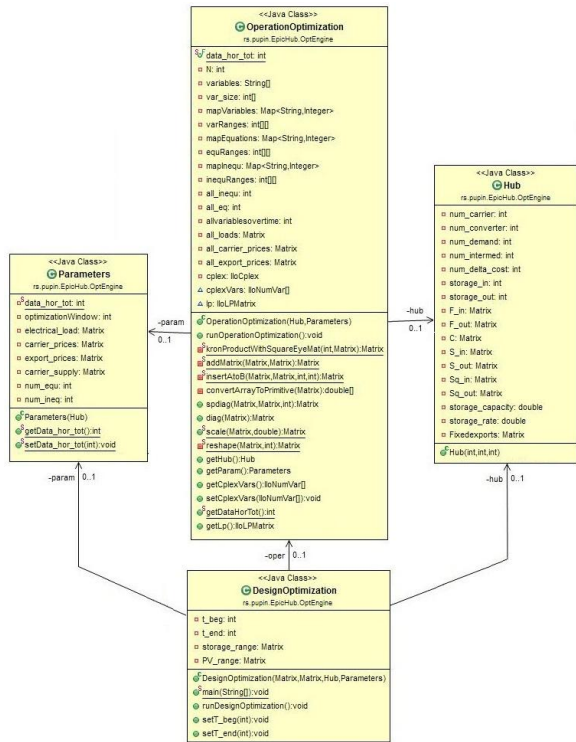 <<Java Class>>
OperationOptimization
rs.pupin.EpicHub.OptEngine
data_hor_tot: int
N: int
variables: String[]
var_size: int[]
mapVariables: Map<String,Integer>
varRanges: int[][]
mapEquations: Map<String,Integer>
equRanges: int[][]
mapInequ: Map<String,Integer>
inequRanges: int[][]
all_inequ: int
all_eq: int
allvariablesovertime: int
all_loads: Matrix
all_carrier_prices: Matrix
all_export_prices: Matrix
cplex: IloCplex
cplexVars: IloNumVar[]
lp: IloLPMatrix
OperationOptimization(Hub,Parameters)
runOperationOptimization():void
kronProductWithSquareEyeMat(int,Matrix):Matrix
addMatrix(Matrix,Matrix):Matrix
insertAtoB(Matrix,Matrix,int,int):Matrix
convertArrayToPrimitive(Matrix):double[]
spdiag(Matrix,Matrix,int):Matrix
diag(Matrix):Matrix
scale(Matrix,double):Matrix
reshape(Matrix,int):Matrix
getHub():Hub
getParam():Parameters
getCplexVars():IloNumVar[]
setCplexVars(IloNumVar[]):void
getDataHorTot():int
getLp():IloLPMatrix
<<Java Class>>
Parameters
rs.pupin.EpicHub.OptEngine
data_hor_tot: int
optimizationWindow: int
electrical_load: Matrix
carrier_prices: Matrix
export_prices: Matrix
carrier_supply: Matrix
num_equ: int
num_ineq: int
Parameters(Hub)
getData_hor_tot():int
setData_hor_tot(int):void
<<Java Class>>
Hub
rs.pupin.EpicHub.OptEngine
num_carrier: int
num_converter: int
num_demand: int
num_intermed: int
num_delta_cost: int
storage_in: int
storage_out: int
F_in: Matrix
F_out: Matrix
C: Matrix
S_in: Matrix
S_out: Matrix
Sq_in: Matrix
Sq_out: Matrix
storage_capacity: double
storage_rate: double
Fixedexports: Matrix
Hub(int,int,int)
-param
0..1
-hub
0..1
-param
0..1
-oper
0..1
-hub
0..1
<<Java Class>>
DesignOptimization
rs.pupin.EpicHub.OptEngine
t_beg: int
t_end: int
storage_range: Matrix
PV_range: Matrix
DesignOptimization(Matrix,Matrix,Hub,Parameters)
main(String[]):void
runDesignOptimization():void
setT_beg(int):void
setT_end(int):void